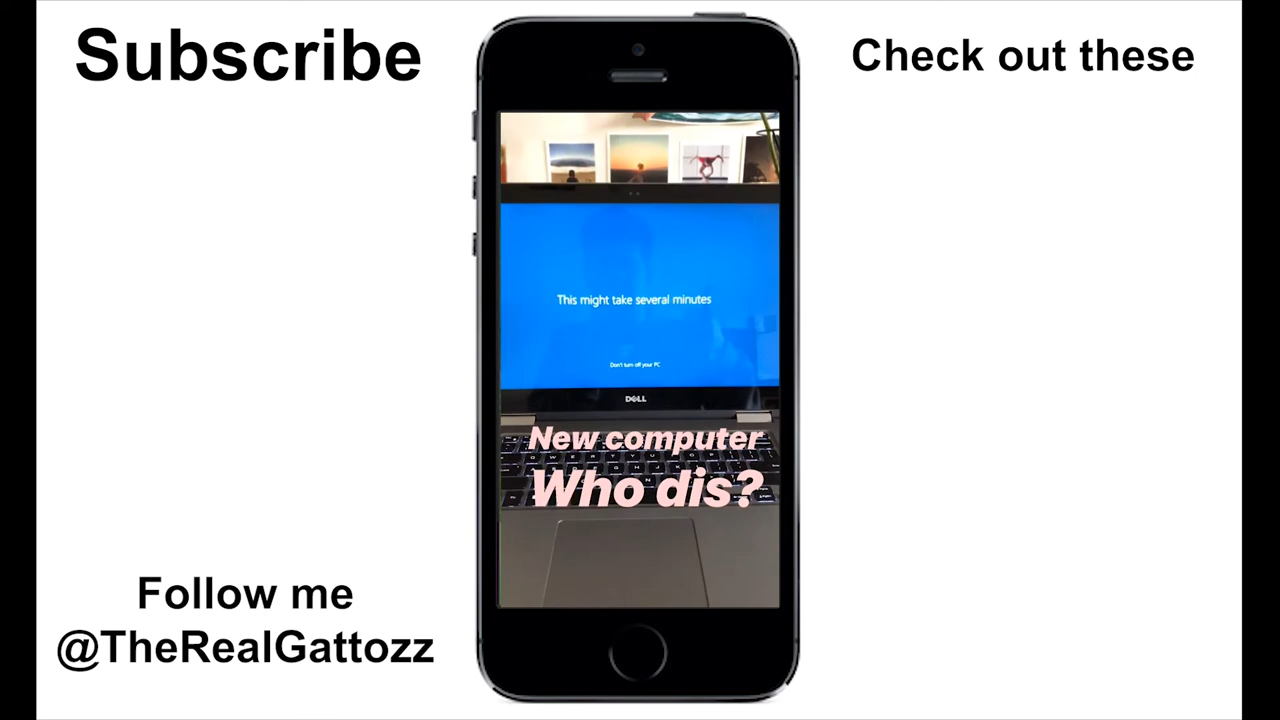 Subscribe
Check out these
This might take several minutes
Don't turn off your PC
DELL
New computer
Who dis?
Follow me
@TheRealGattozz